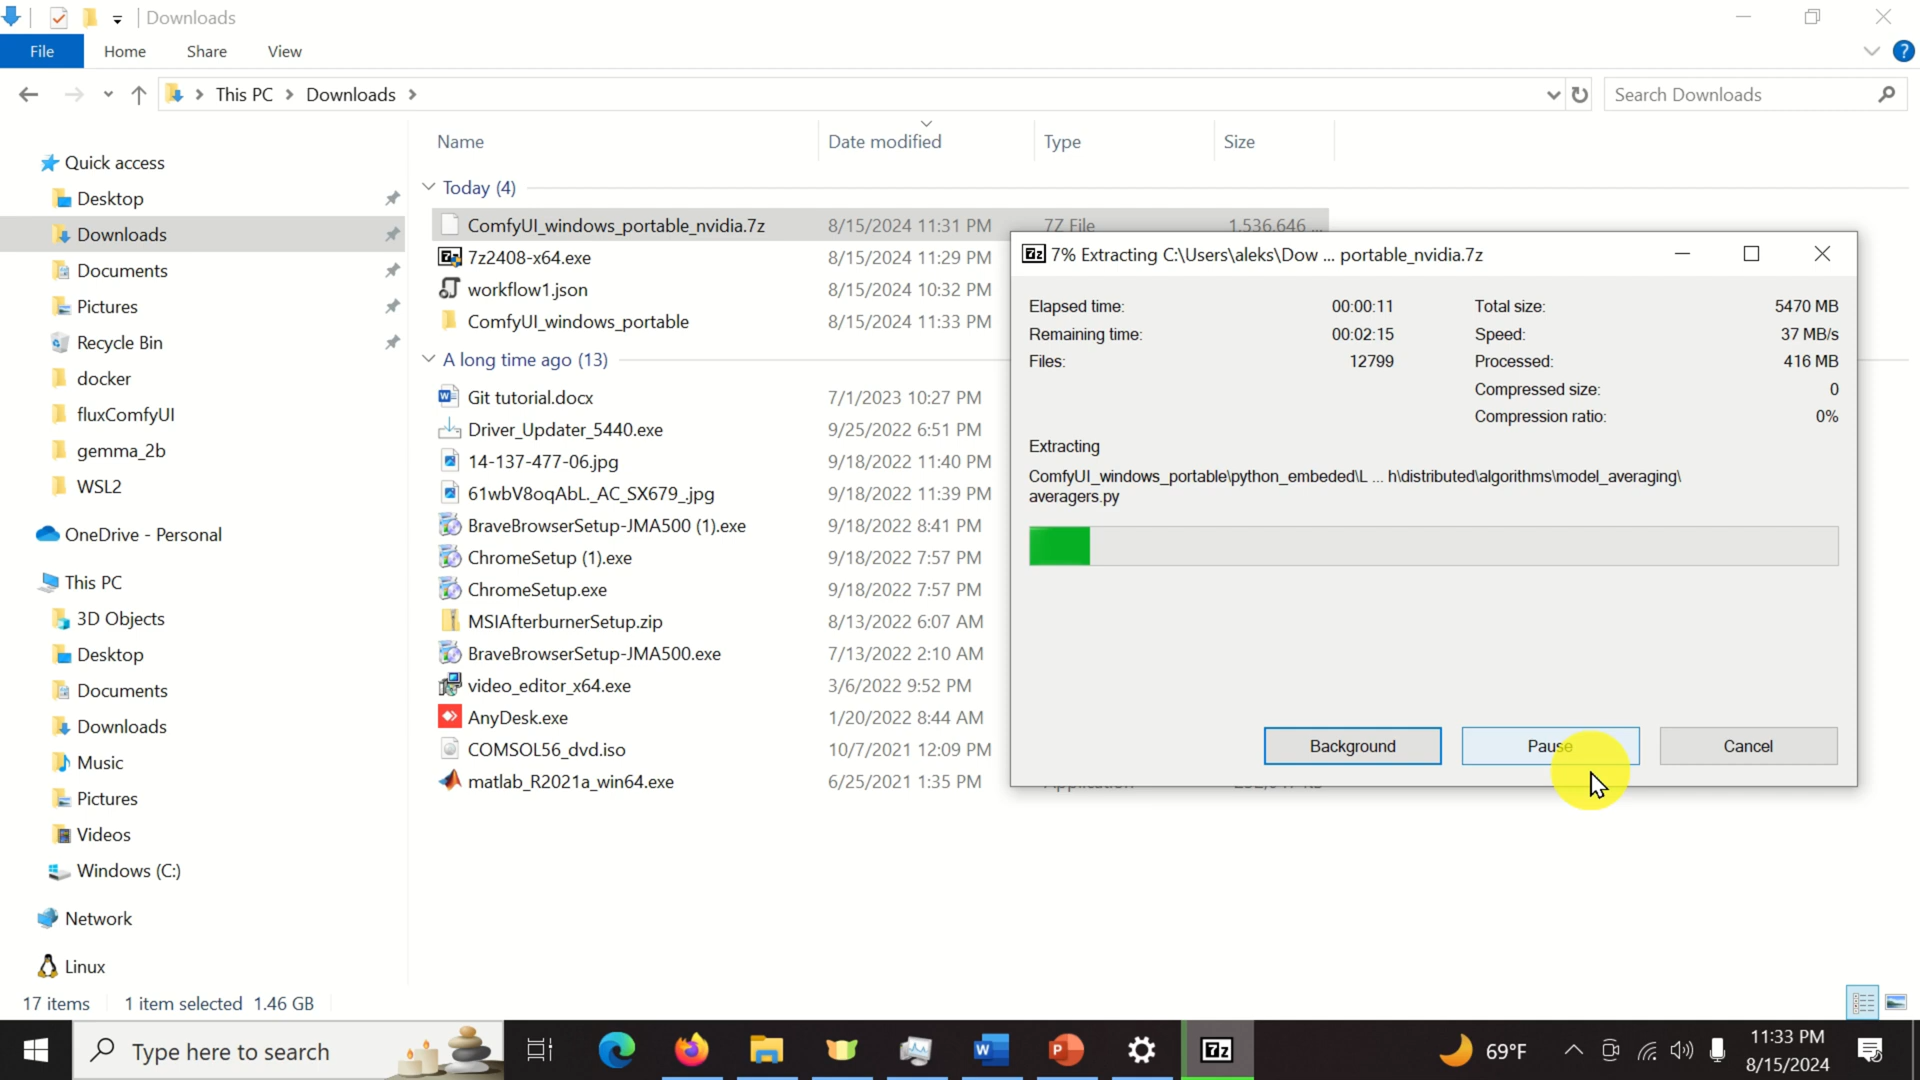 Downloads
File Home Share View
This PC Downloads
Search Downloads
Quick access
Desktop
Downloads
Documents
Pictures
Recycle Bin
docker
fluxComfyUI
gemma_2b
WSL2
OneDrive - Personal
This PC
3D Objects
Desktop
Documents
Downloads
Music
Pictures
Videos
Windows (C:)
Network
Linux
Name Date modified Type Size
Today (4)
ComfyUI_windows_portable_nvidia.7z 8/15/2024 11:31 PM 7Z File 1,536,646 ...
7z2408-x64.exe 8/15/2024 11:29 PM
workflow1.json 8/15/2024 10:32 PM
ComfyUI_windows_portable 8/15/2024 11:33 PM
A long time ago (13)
Git tutorial.docx 7/1/2023 10:27 PM
Driver_Updater_5440.exe 9/25/2022 6:51 PM
14-137-477-06.jpg 9/18/2022 11:40 PM
61wbV8oqAbL._AC_SX679_.jpg 9/18/2022 11:39 PM
BraveBrowserSetup-JMA500 (1).exe 9/18/2022 8:41 PM
ChromeSetup (1).exe 9/18/2022 7:57 PM
ChromeSetup.exe 9/18/2022 7:57 PM
MSIAfterburnerSetup.zip 8/13/2022 6:07 AM
BraveBrowserSetup-JMA500.exe 7/13/2022 2:10 AM
video_editor_x64.exe 3/6/2022 9:52 PM
AnyDesk.exe 1/20/2022 8:44 AM
COMSOL56_dvd.iso 10/7/2021 12:09 PM
matlab_R2021a_win64.exe 6/25/2021 1:35 PM
7z 7% Extracting C:\Users\aleks\Dow ... portable_nvidia.7z
Elapsed time: 00:00:11 Total size: 5470 MB
Remaining time: 00:02:15 Speed: 37 MB/s
Files: 12799 Processed: 416 MB
Compressed size: 0
Compression ratio: 0%
Extracting
ComfyUI_windows_portable\python_embeded\L ... h\distributed\algorithms\model_averaging\
averagers.py
Background Pause Cancel
17 items 1 item selected 1.46 GB
Type here to search
7z
69°F
11:33 PM
8/15/2024